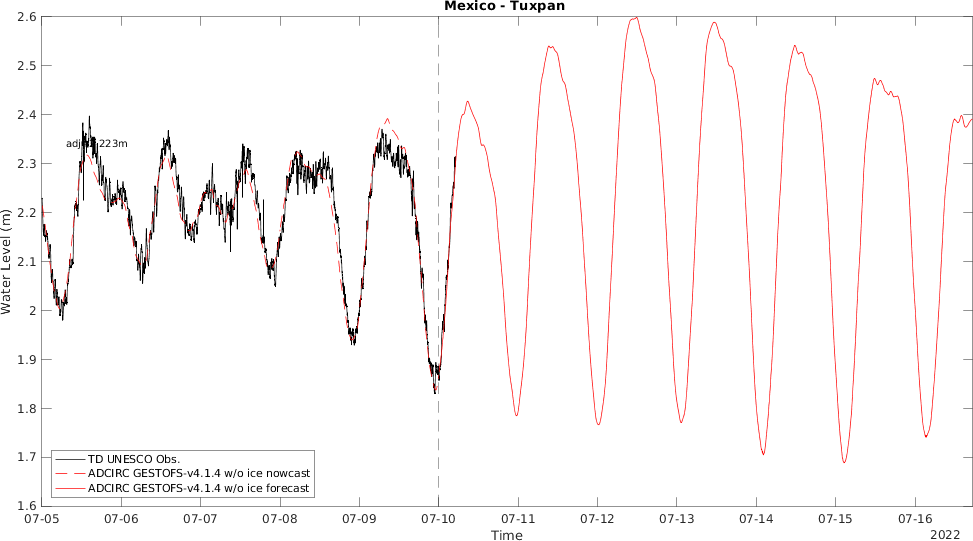 Mexico - Tuxpan
2.6
2.5
2.4
2.3
2.2
2.1
2
1.9
1.8
1.7
1.6
Water Level (m)
223m
TD UNESCO Obs.
ADCIRC GESTOFS-v4.1.4 w/o ice nowcast
ADCIRC GESTOFS-v4.1.4 w/o ice forecast
07-05 07-06 07-07 07-08 07-09 07-10 07-11 07-12 07-13 07-14 07-15 07-16
Time
2022